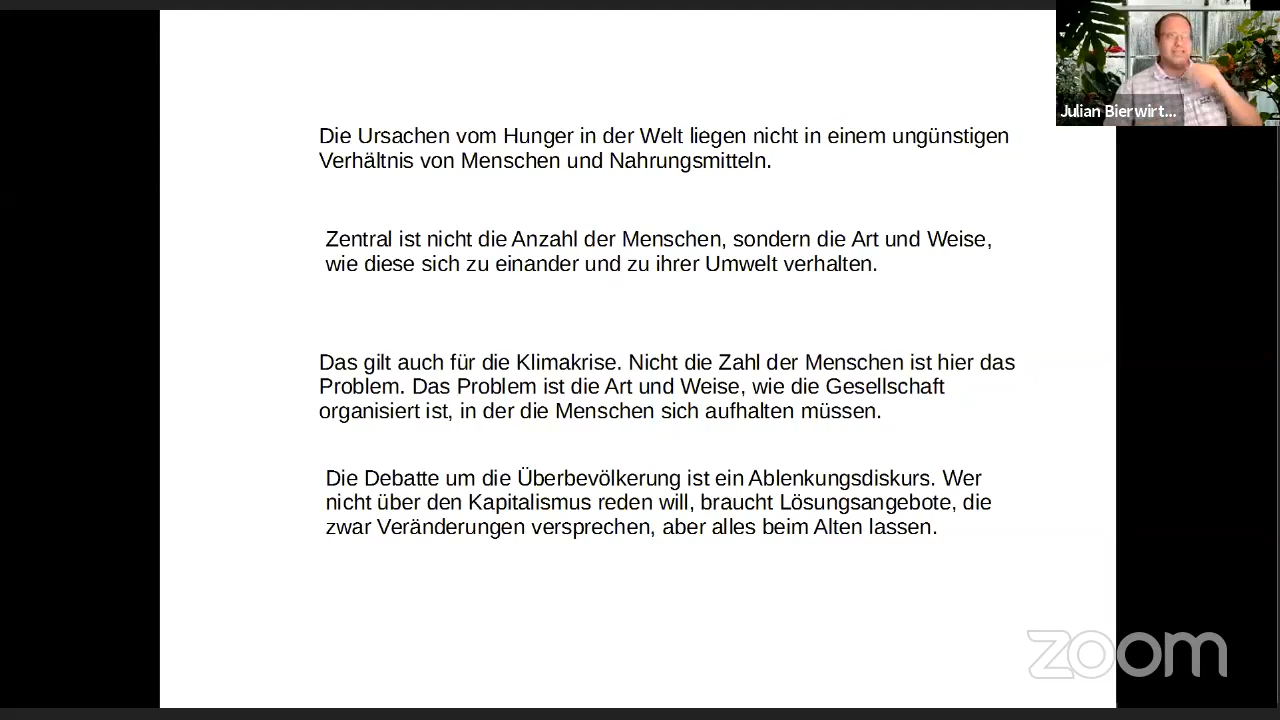 Julian Bierwirt...
Die Ursachen vom Hunger in der Welt liegen nicht in einem ungünstigen
Verhältnis von Menschen und Nahrungsmitteln.
Zentral ist nicht die Anzahl der Menschen, sondern die Art und Weise,
wie diese sich zu einander und zu ihrer Umwelt verhalten.
Das gilt auch für die Klimakrise. Nicht die Zahl der Menschen ist hier das
Problem. Das Problem ist die Art und Weise, wie die Gesellschaft
organisiert ist, in der die Menschen sich aufhalten müssen.
Die Debatte um die Überbevölkerung ist ein Ablenkungsdiskurs. Wer
nicht über den Kapitalismus reden will, braucht Lösungsangebote, die
zwar Veränderungen versprechen, aber alles beim Alten lassen.
zoom